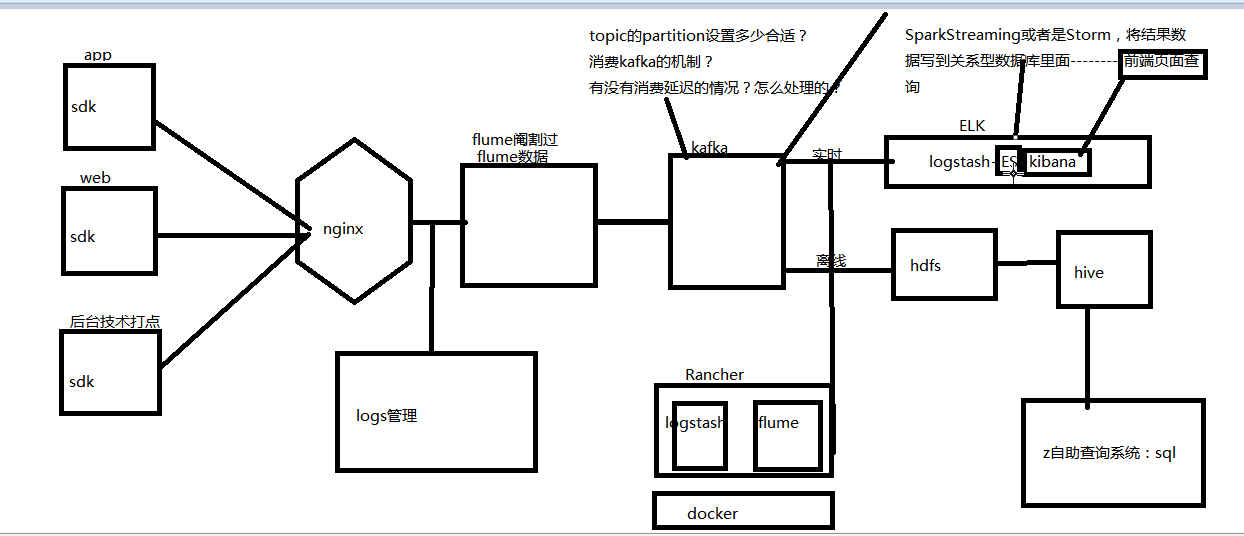 topic的partition设置多少合适？
消费kafka的机制？
有没有消费延迟的情况？怎么处理的？
SparkStreaming或者是Storm，将结果数
据写到关系型数据库里面---------前端页面查
询
app
sdk
web
sdk
后台技术打点
sdk
nginx
logs管理
flume阉割过
flume数据
kafka
实时
离线
ELK
logstash-ES kibana
hdfs
hive
z自助查询系统：sql
Rancher
logstash
flume
docker